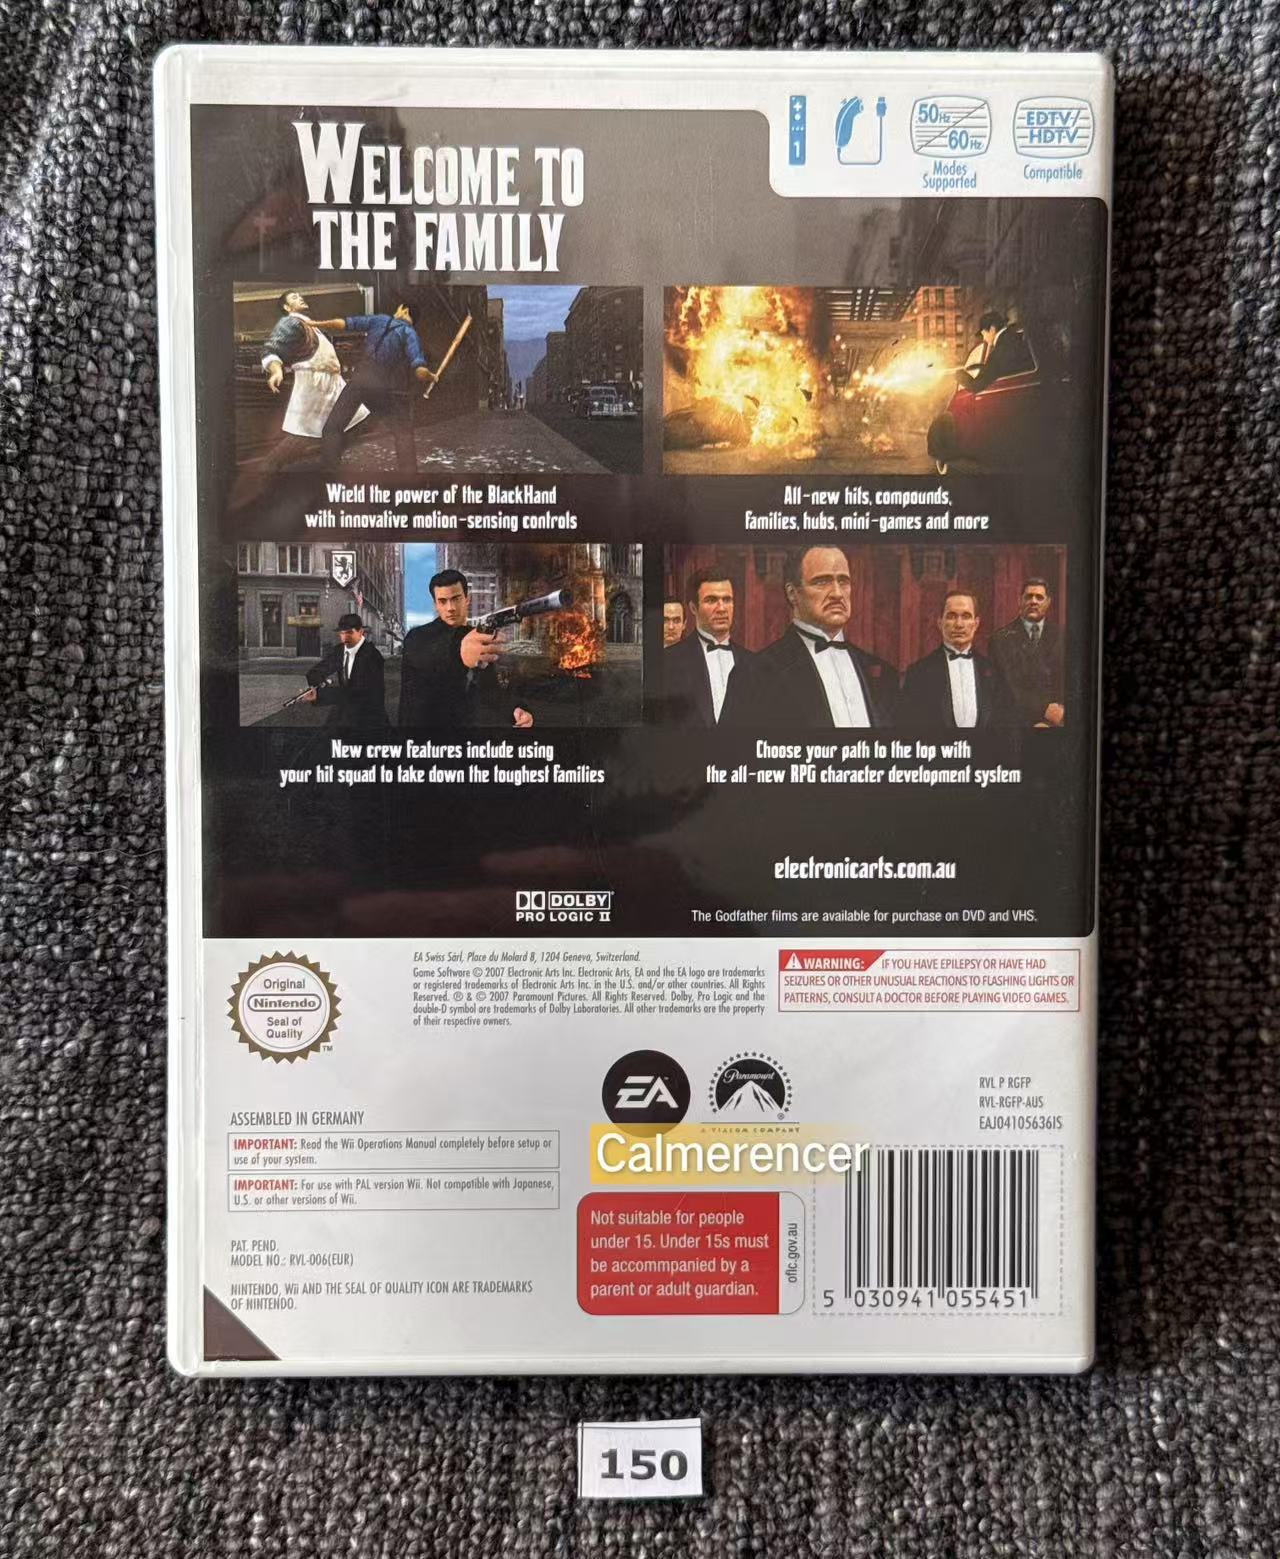 WELCOME TO
THE FAMILY
1
50Hz
60Hz
Modes
Supported
EDTV/
HDTV
Compatible
Wield the power of the BlackHand
with innovative motion-sensing controls
All-new hits, compounds,
families, hubs, mini-games and more
New crew features include using
your hit squad to take down the toughest families
Choose your path to the top with
the all-new RPG character development system
electronicarts.com.au
DOLBY
PRO LOGIC II
The Godfather films are available for purchase on DVD and VHS.
Original
Nintendo
Seal of
Quality
TM
EA Swiss Sàrl, Place du Molard 8, 1204 Geneva, Switzerland.
Game Software © 2007 Electronic Arts Inc. Electronic Arts, EA and the EA logo are trademarks
or registered trademarks of Electronic Arts Inc. in the U.S. and/or other countries. All Rights
Reserved. ® & © 2007 Paramount Pictures. All Rights Reserved. Dolby, Pro Logic and the
double-D symbol are trademarks of Dolby Laboratories. All other trademarks are the property
of their respective owners.
WARNING: IF YOU HAVE EPILEPSY OR HAVE HAD
SEIZURES OR OTHER UNUSUAL REACTIONS TO FLASHING LIGHTS OR
PATTERNS, CONSULT A DOCTOR BEFORE PLAYING VIDEO GAMES.
EA
Paramount
®
A VIACOM COMPANY
RVL P RGFP
RVL-RGFP-AUS
EAJ04105636IS
ASSEMBLED IN GERMANY
IMPORTANT: Read the Wii Operations Manual completely before setup or
use of your system.
IMPORTANT: For use with PAL version Wii. Not compatible with Japanese,
U.S. or other versions of Wii.
PAT. PEND.
MODEL NO.: RVL-006(EUR)
NINTENDO, Wii AND THE SEAL OF QUALITY ICON ARE TRADEMARKS
OF NINTENDO.
Calmerencer
Not suitable for people
under 15. Under 15s must
be accommpanied by a
parent or adult guardian.
oflc.gov.au
5 030941 055451
150